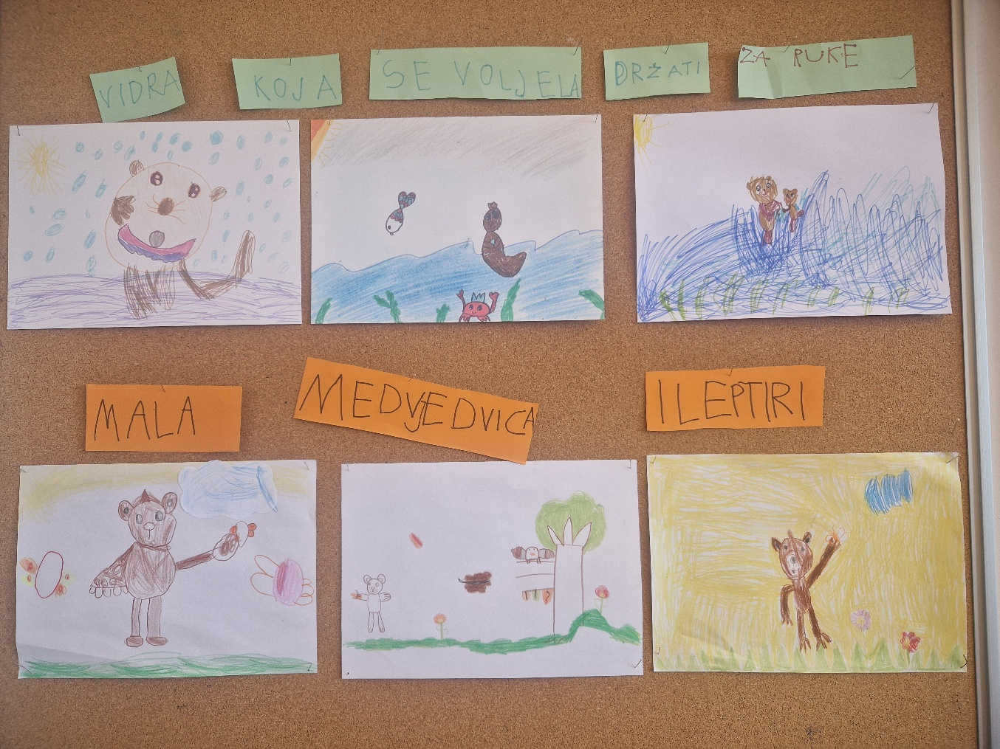 VIDRA KOJA SE VOLJELA DRŽATI ZA RUKE
MALA MEDVJEDVICA I LEPTIRI